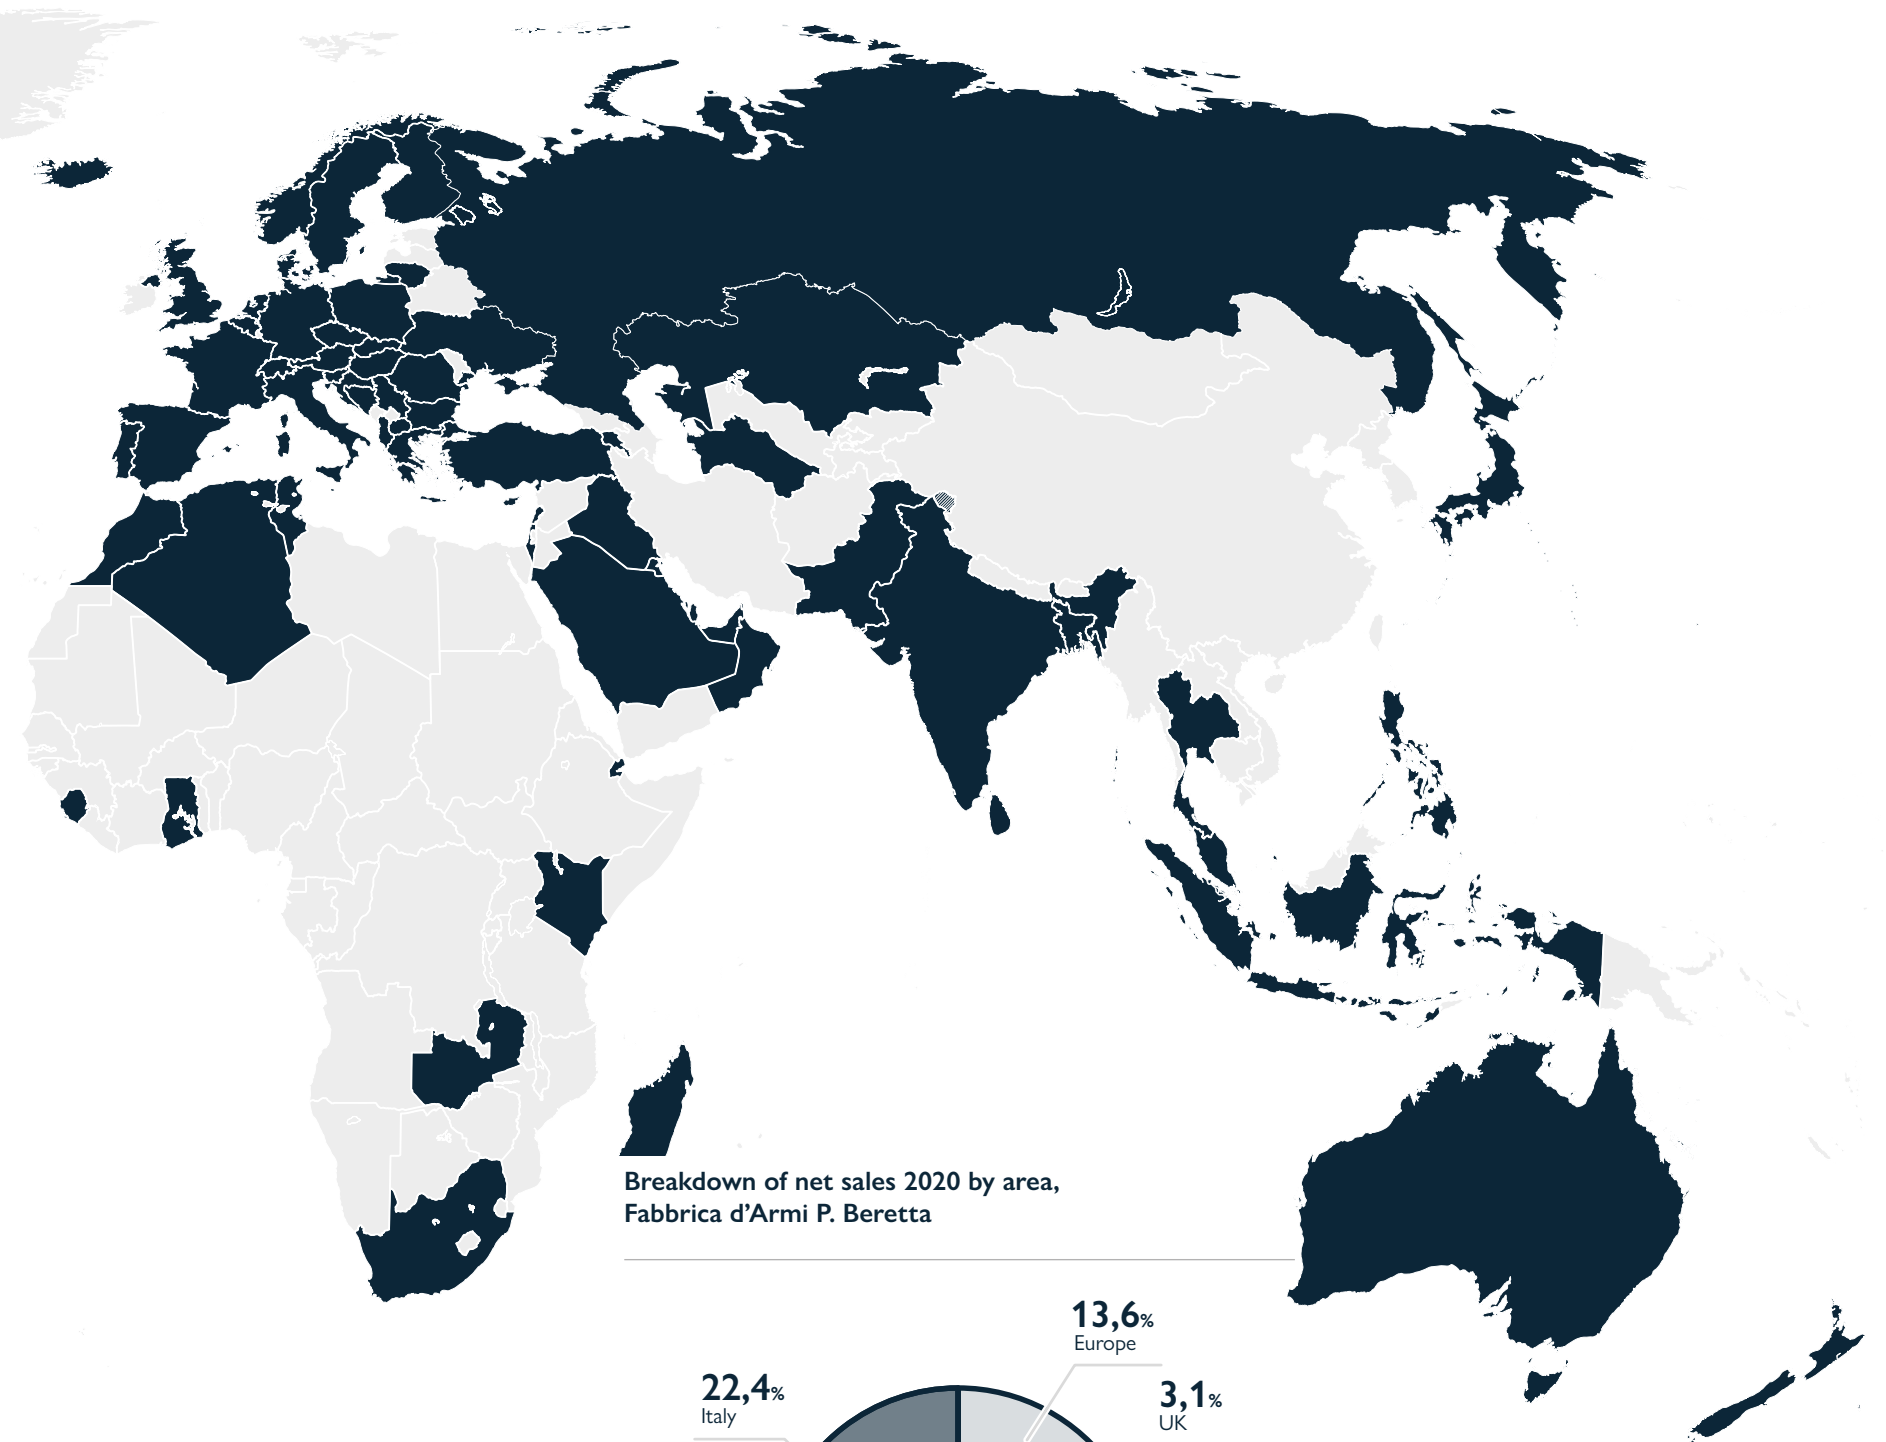 Breakdown of net sales 2020 by area,
Fabbrica d’Armi P. Beretta
13,6%
Europe
22,4%
Italy
3,1%
UK